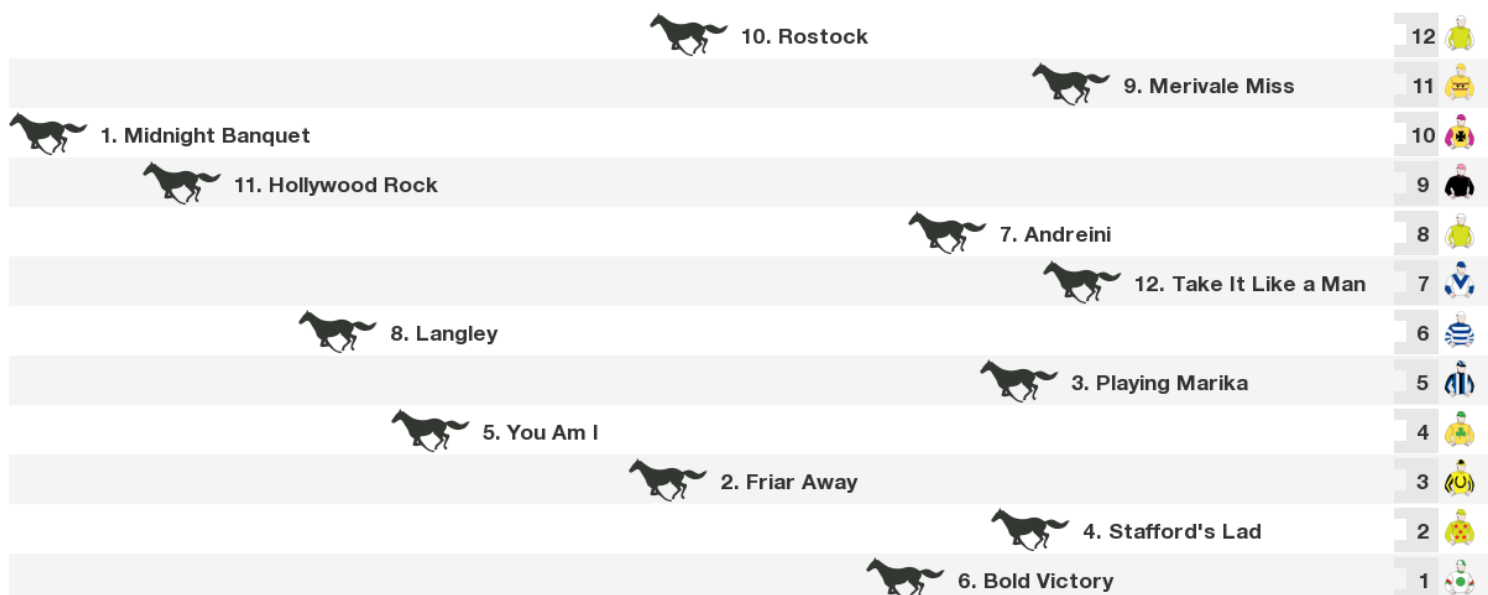 10. Rostock 12
9. Merivale Miss 11
1. Midnight Banquet 10
11. Hollywood Rock 9
7. Andreini 8
12. Take It Like a Man 7
8. Langley 6
3. Playing Marika 5
5. You Am I 4
2. Friar Away 3
4. Stafford's Lad 2
6. Bold Victory 1